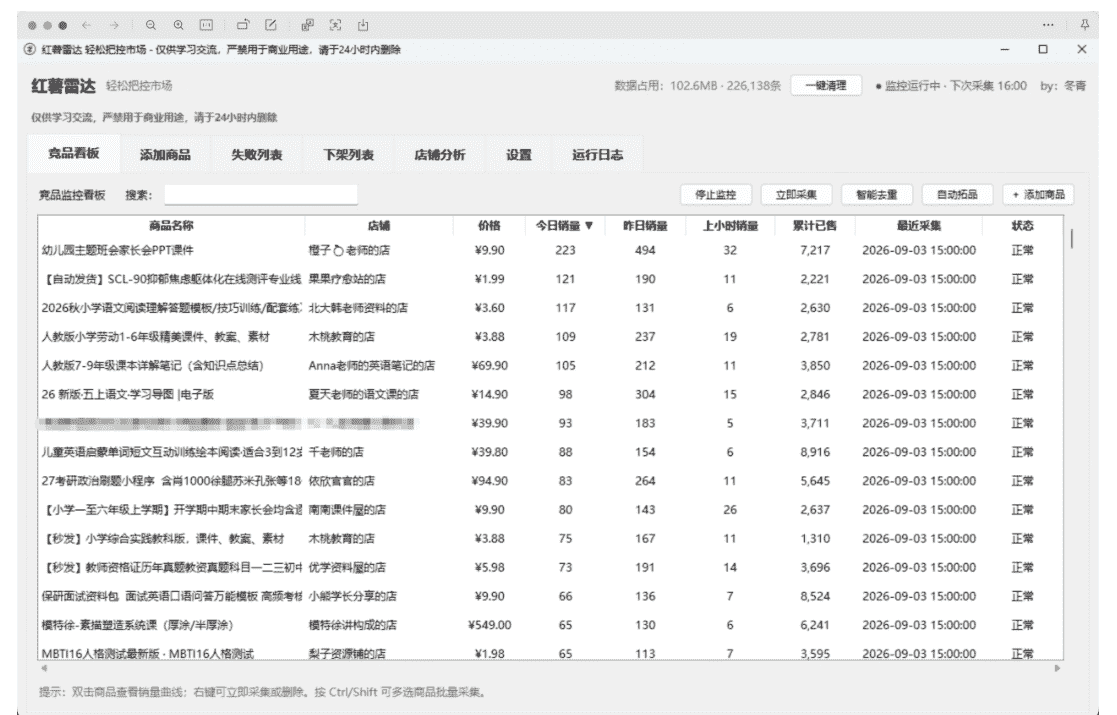 红薯雷达 轻松把控市场 - 仅供学习交流，严禁用于商业用途，请于24小时内删除
红薯雷达 轻松把控市场 数据占用：102.6MB · 226,138条 一键清理 ● 监控运行中 · 下次采集 16:00 by：冬青
仅供学习交流，严禁用于商业用途，请于24小时内删除
竞品看板 添加商品 失败列表 下架列表 店铺分析 设置 运行日志
竞品监控看板 搜索： 停止监控 立即采集 智能去重 自动拓品 + 添加商品
商品名称 店铺 价格 今日销量 ▼ 昨日销量 上小时销量 累计已售 最近采集 状态
幼儿园主题班会家长会PPT课件 橙子🍊老师的店 ¥9.90 223 494 32 7,217 2026-09-03 15:00:00 正常
【自动发货】SCL-90抑郁焦虑躯体化在线测评专业线 果果疗愈站的店 ¥1.99 121 190 11 2,221 2026-09-03 15:00:00 正常
2026秋小学语文阅读理解答题模板/技巧训练/配套练 北大韩老师资料的店 ¥3.60 117 131 6 2,630 2026-09-03 15:00:00 正常
人教版小学劳动1-6年级精美课件、教案、素材 木桃教育的店 ¥3.88 109 237 19 2,781 2026-09-03 15:00:00 正常
人教版7-9年级课本详解笔记（含知识点总结） Anna老师的英语笔记的店 ¥69.90 105 212 11 3,850 2026-09-03 15:00:00 正常
26 新版·五上语文·学习导图 |电子版 夏天老师的语文课的店 ¥14.90 98 304 15 2,846 2026-09-03 15:00:00 正常
¥39.90 93 183 5 3,711 2026-09-03 15:00:00 正常
儿童英语启蒙单词短文互动训练绘本阅读·适合3到12岁 千老师的店 ¥39.80 88 154 6 8,916 2026-09-03 15:00:00 正常
27考研政治刷题小程序 含肖1000徐腿苏米孔张等18 依欣官官的店 ¥94.90 83 264 11 5,645 2026-09-03 15:00:00 正常
【小学一至六年级上学期】开学期中期末家长会均含逐 南南课件屋的店 ¥9.90 80 143 26 2,637 2026-09-03 15:00:00 正常
【秒发】小学综合实践教科版，课件、教案、素材 木桃教育的店 ¥3.88 75 167 11 1,310 2026-09-03 15:00:00 正常
【秒发】教师资格证历年真题教资真题科目一二三初中 优学资料屋的店 ¥5.98 73 191 14 3,696 2026-09-03 15:00:00 正常
保研面试资料包 面试英语口语问答万能模板 高频考核 小熊学长分享的店 ¥9.90 66 136 7 8,524 2026-09-03 15:00:00 正常
模特徐-素描塑造系统课（厚涂/半厚涂） 模特徐讲构成的店 ¥549.00 65 130 6 6,241 2026-09-03 15:00:00 正常
MBTI16人格测试最新版 · MBTI16人格测试 梨子资源铺的店 ¥1.98 65 113 7 3,595 2026-09-03 15:00:00 正常
提示：双击商品查看销量曲线；右键可立即采集或删除。按 Ctrl/Shift 可多选商品批量采集。